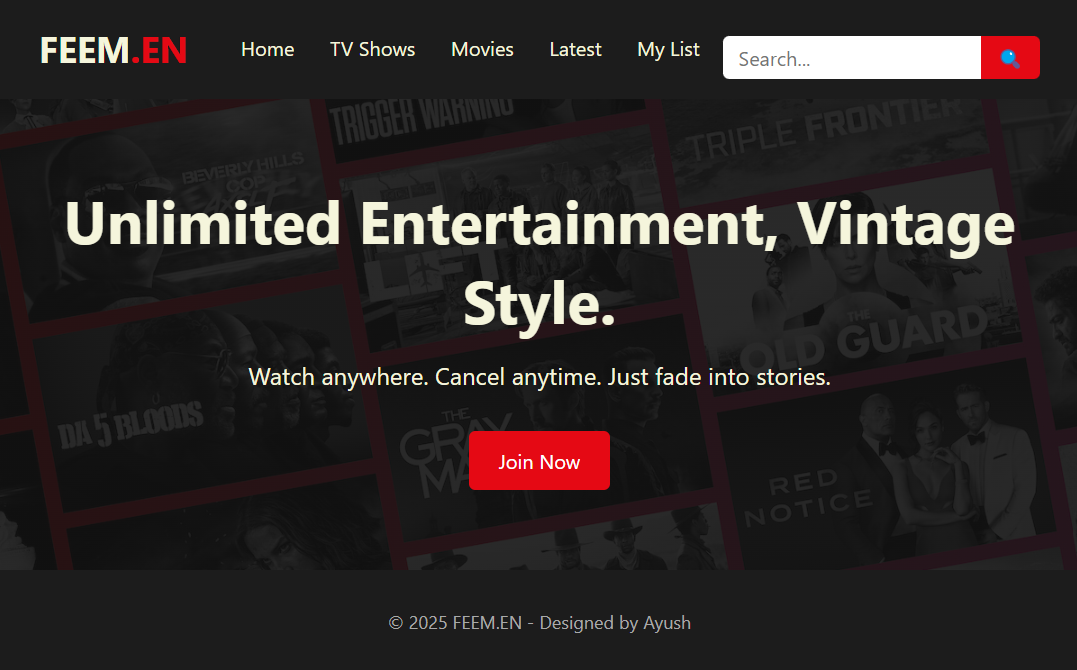 FEEM.EN
Home
TV Shows
Movies
Latest
My List
Search...
TRIGGER WARNING
TRIPLE FRONTIER
BEVERLY HILLS
COP
Unlimited Entertainment, Vintage
Style.
LIFT
THE
OLD GUARD
Watch anywhere. Cancel anytime. Just fade into stories.
DA 5 BLOODS
THE
GRAY
MA
Join Now
RED
NOTICE
© 2025 FEEM.EN - Designed by Ayush